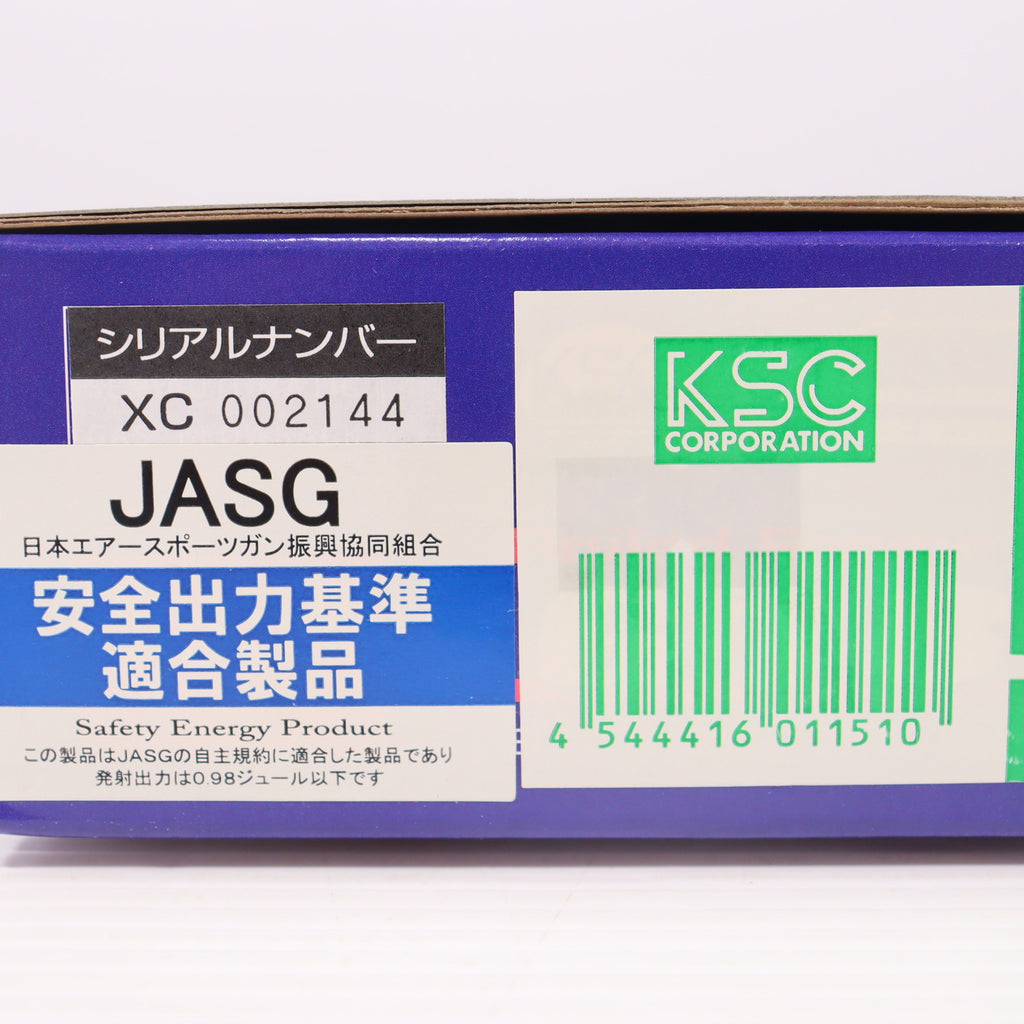 シリアルナンバー
XC 002144
JASG
日本エアースポーツガン振興協同組合
安全出力基準
適合製品
Safety Energy Product
この製品はJASGの自主規約に適合した製品であり
発射出力は0.98ジュール以下です
KSC
CORPORATION
4 544416 011510